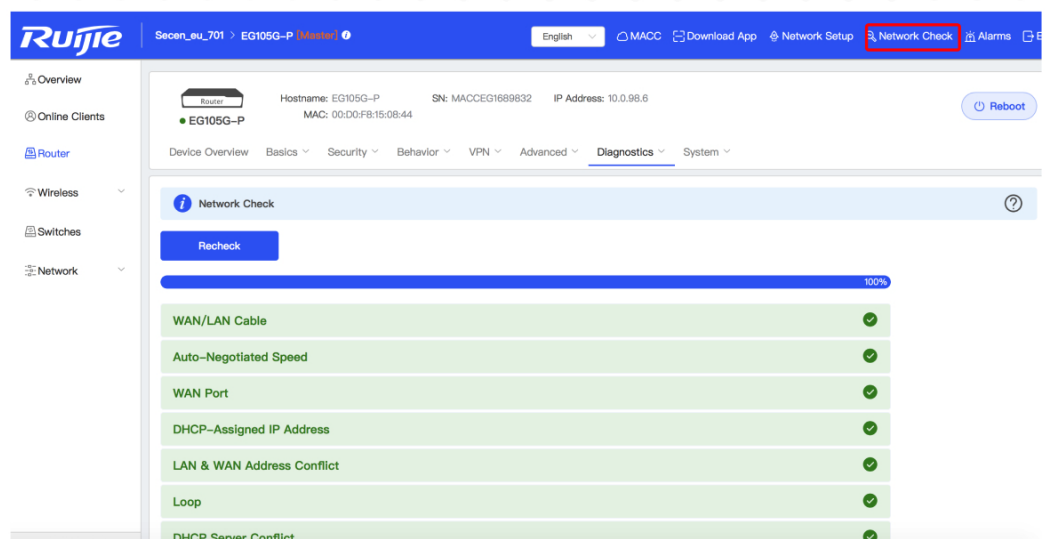 Ruijie
Secen_eu_701 > EG105G-P [Master]
English
MACC
Download App
Network Setup
Network Check
Alarms
Overview
Online Clients
Router
Wireless
Switches
Network
Router
EG105G-P
Hostname: EG105G-P SN: MACCEG1689832 IP Address: 10.0.98.6
MAC: 00:D0:F8:15:08:44
Reboot
Device Overview Basics Security Behavior VPN Advanced Diagnostics System
Network Check
Recheck
100%
WAN/LAN Cable
Auto-Negotiated Speed
WAN Port
DHCP-Assigned IP Address
LAN & WAN Address Conflict
Loop
DHCP Server Conflict